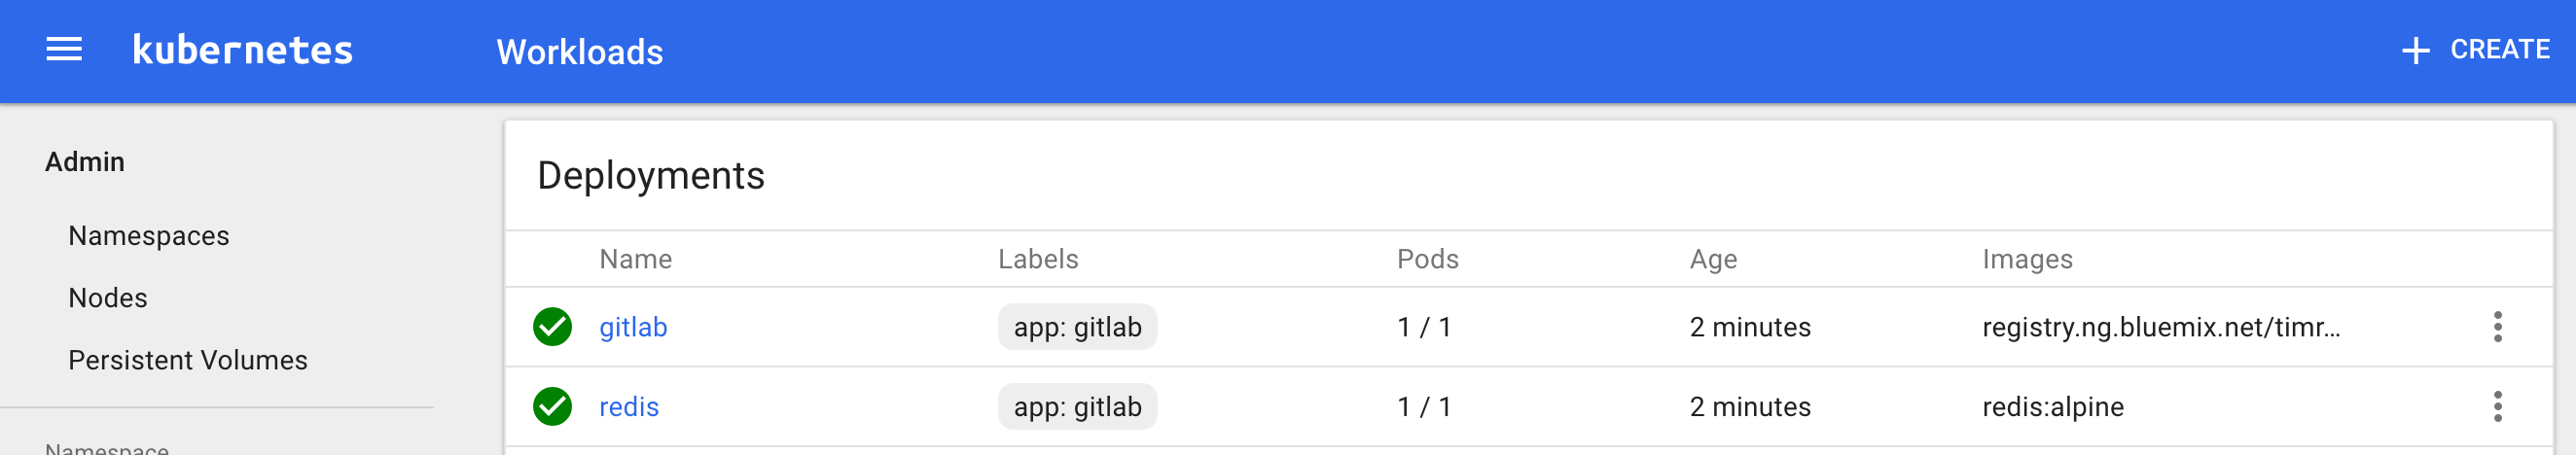 kubernetes Workloads + CREATE
Admin
Namespaces
Nodes
Persistent Volumes
Namespace
Deployments
Name Labels Pods Age Images
gitlab app: gitlab 1 / 1 2 minutes registry.ng.bluemix.net/timr...
redis app: gitlab 1 / 1 2 minutes redis:alpine